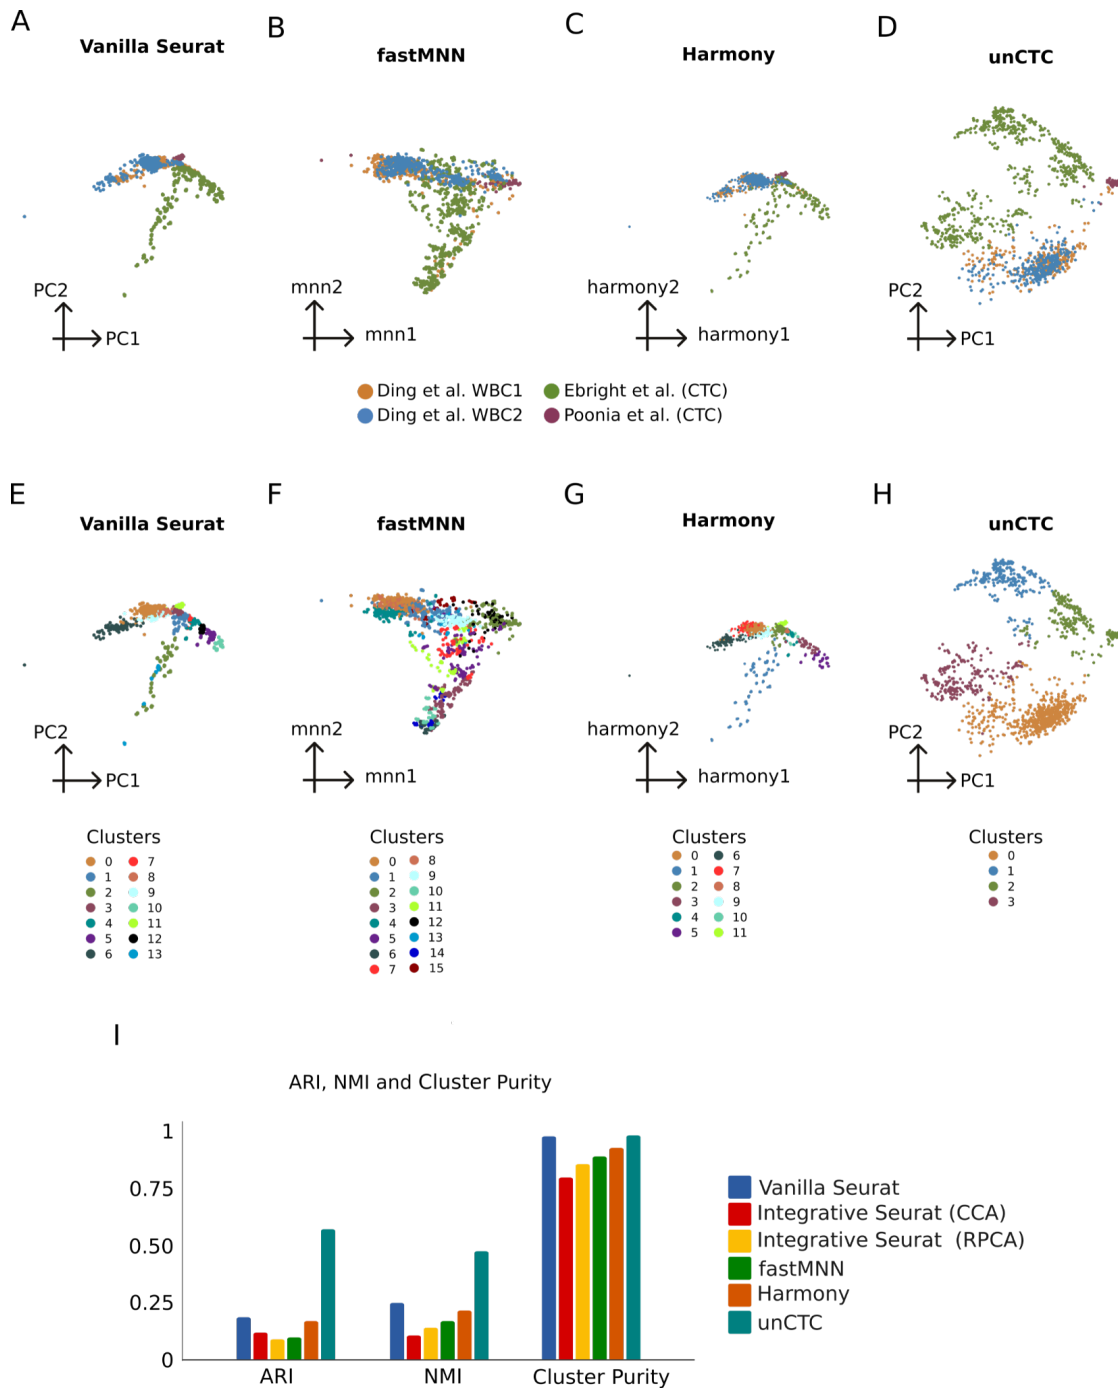 A
Vanilla Seurat
B
fastMNN
C
Harmony
D
unCTC
PC2
PC1
mnn2
mnn1
harmony2
harmony1
PC2
PC1
Ding et al. WBC1
Ebright et al. (CTC)
Ding et al. WBC2
Poonia et al. (CTC)
E
Vanilla Seurat
F
fastMNN
G
Harmony
H
unCTC
PC2
PC1
mnn2
mnn1
harmony2
harmony1
PC2
PC1
Clusters
0 7
1 8
2 9
3 10
4 11
5 12
6 13
Clusters
0 8
1 9
2 10
3 11
4 12
5 13
6 14
7 15
Clusters
0 6
1 7
2 8
3 9
4 10
5 11
Clusters
0
1
2
3
I
ARI, NMI and Cluster Purity
1
0.75
0.50
0.25
0
ARI
NMI
Cluster Purity
Vanilla Seurat
Integrative Seurat (CCA)
Integrative Seurat (RPCA)
fastMNN
Harmony
unCTC